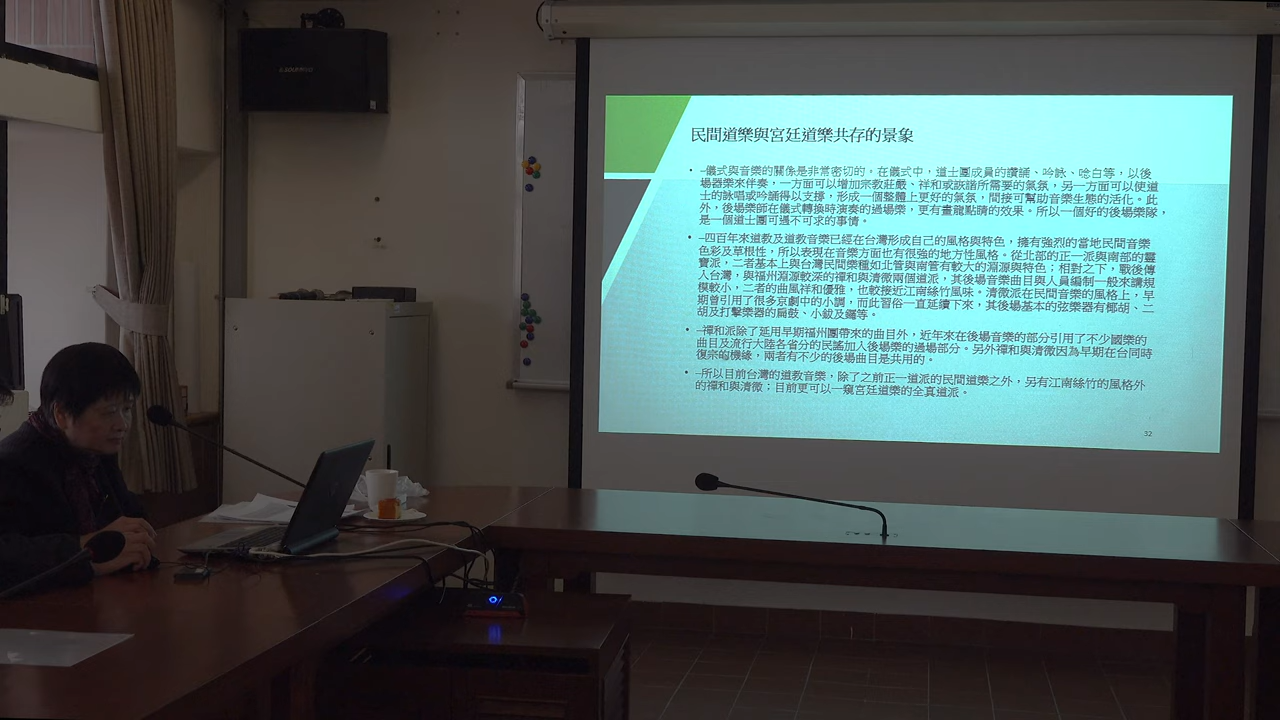 民間道樂與宮廷道樂共存的景象
• –儀式與音樂的關係是非常密切的，在儀式中，道士團成員的讚誦、吟詠、唸白等，以後
場器樂來伴奏，一方面可以增加宗教莊嚴、祥和或詼諧所需要的氣氛，另一方面可以使道
士的詠唱或吟誦得以支撐，形成一個整體上更好的氣氛，間接可幫助音樂生態的活化。此
外，後場樂師在儀式轉換時演奏的過場樂，更有畫龍點睛的效果。所以一個好的後場樂隊，
是一個道士團可遇不可求的事情。
• –四百年來道教及道教音樂已經在台灣形成自己的風格與特色，擁有強烈的當地民間音樂
色彩及草根性，所以表現在音樂方面也有很強的地方性風格。從北部的正一派與南部的靈
寶派，二者基本上與台灣民間樂種如北管與南管有較大的淵源與特色；相對之下，戰後傳
入台灣，與福州淵源較深的禪和與清微兩個道派，其後場音樂曲目與人員編制一般來講規
模較小，二者的曲風祥和優雅，也較接近江南絲竹風味。清微派在民間音樂的風格上，早
期曾引用了很多京劇中的小調，而此習俗一直延續下來，其後場基本的弦樂器有椰胡、二
胡及打擊樂器的扁鼓、小鈸及鑼等。
• –禪和派除了延用早期福州團帶來的曲目外，近年來在後場音樂的部分引用了不少國樂的
曲目及流行大陸各省分的民謠加入後場樂的過場部分。另外禪和與清微因為早期在台同時
復宗的機緣，兩者有不少的後場曲目是共用的。
• –所以目前台灣的道教音樂，除了之前正一道派的民間道樂之外，另有江南絲竹的風格外
的禪和與清微；目前更可以一窺宮廷道樂的全真道派。
32